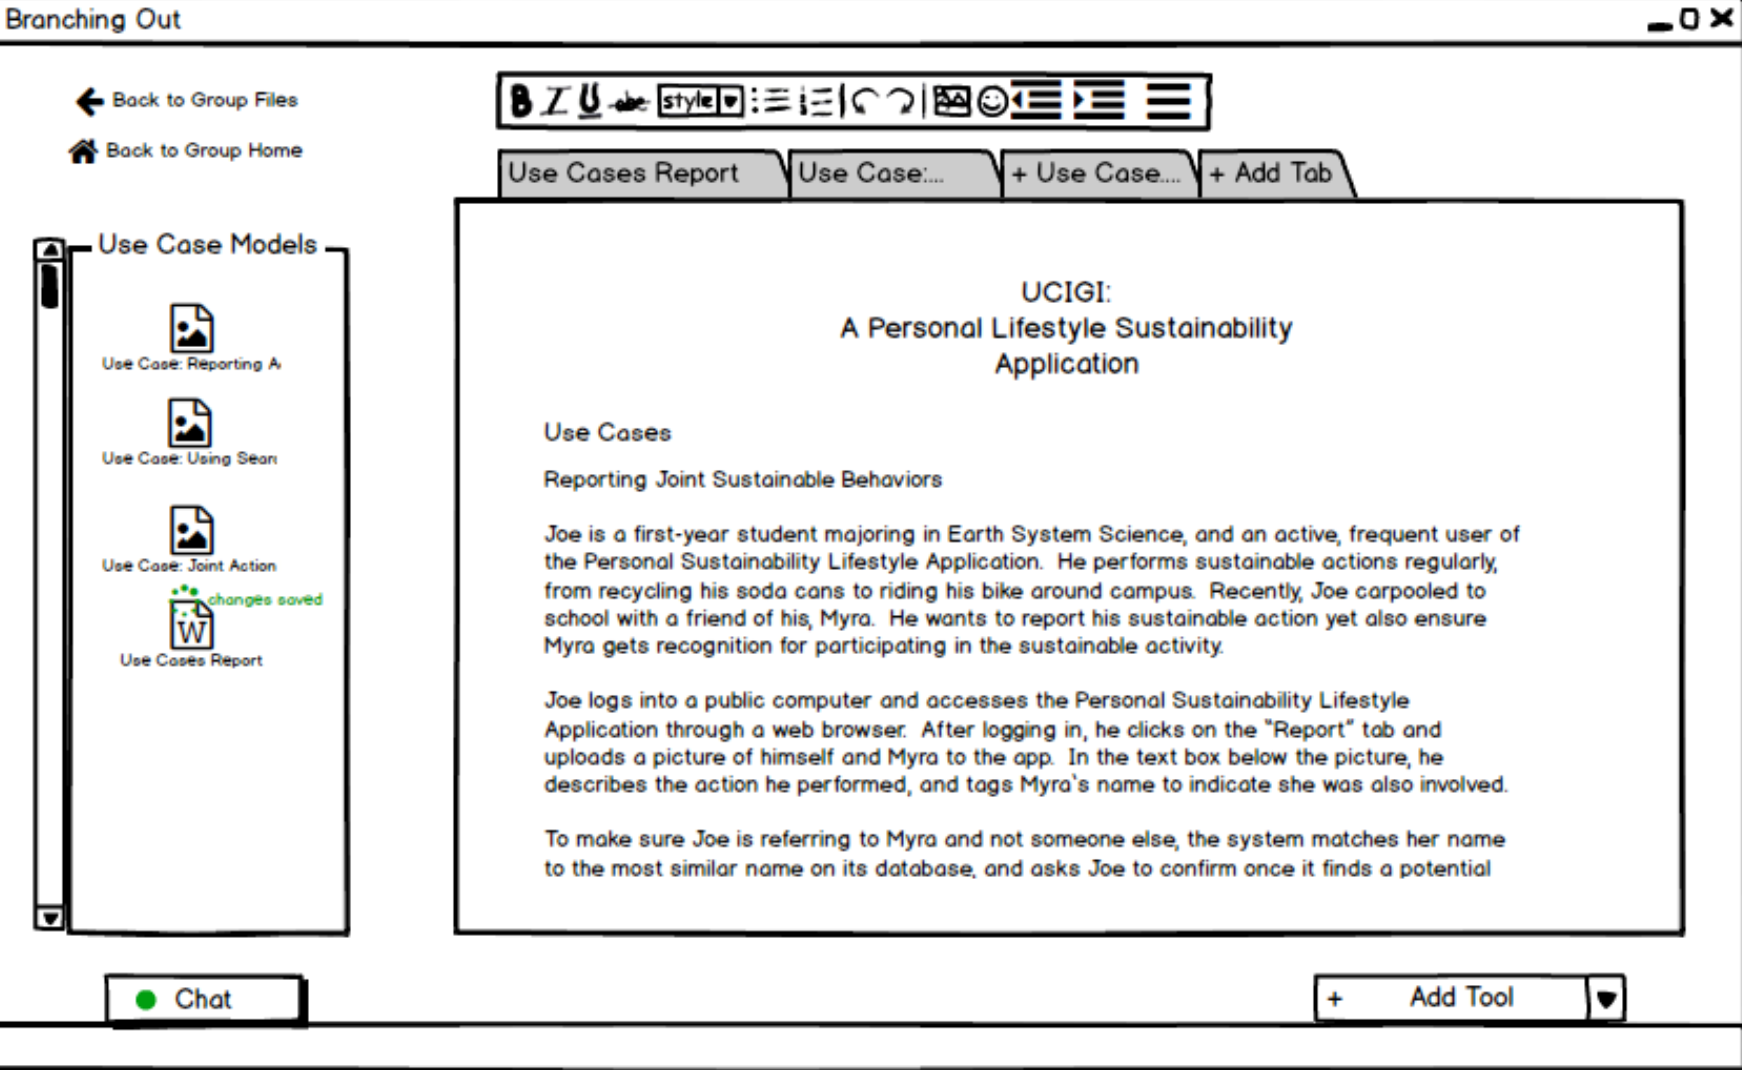 Branching Out
Back to Group Files
Back to Group Home
B I U abc style
Use Cases Report
Use Case:...
+ Use Case....
+ Add Tab
Use Case Models
Use Case: Reporting A
Use Case: Using Sear
Use Case: Joint Action
changes saved
W
Use Cases Report
UCIGI:
A Personal Lifestyle Sustainability
Application
Use Cases
Reporting Joint Sustainable Behaviors
Joe is a first-year student majoring in Earth System Science, and an active, frequent user of
the Personal Sustainability Lifestyle Application. He performs sustainable actions regularly,
from recycling his soda cans to riding his bike around campus. Recently, Joe carpooled to
school with a friend of his, Myra. He wants to report his sustainable action yet also ensure
Myra gets recognition for participating in the sustainable activity.
Joe logs into a public computer and accesses the Personal Sustainability Lifestyle
Application through a web browser. After logging in, he clicks on the "Report" tab and
uploads a picture of himself and Myra to the app. In the text box below the picture, he
describes the action he performed, and tags Myra`s name to indicate she was also involved.
To make sure Joe is referring to Myra and not someone else, the system matches her name
to the most similar name on its database, and asks Joe to confirm once it finds a potential
Chat
+ Add Tool